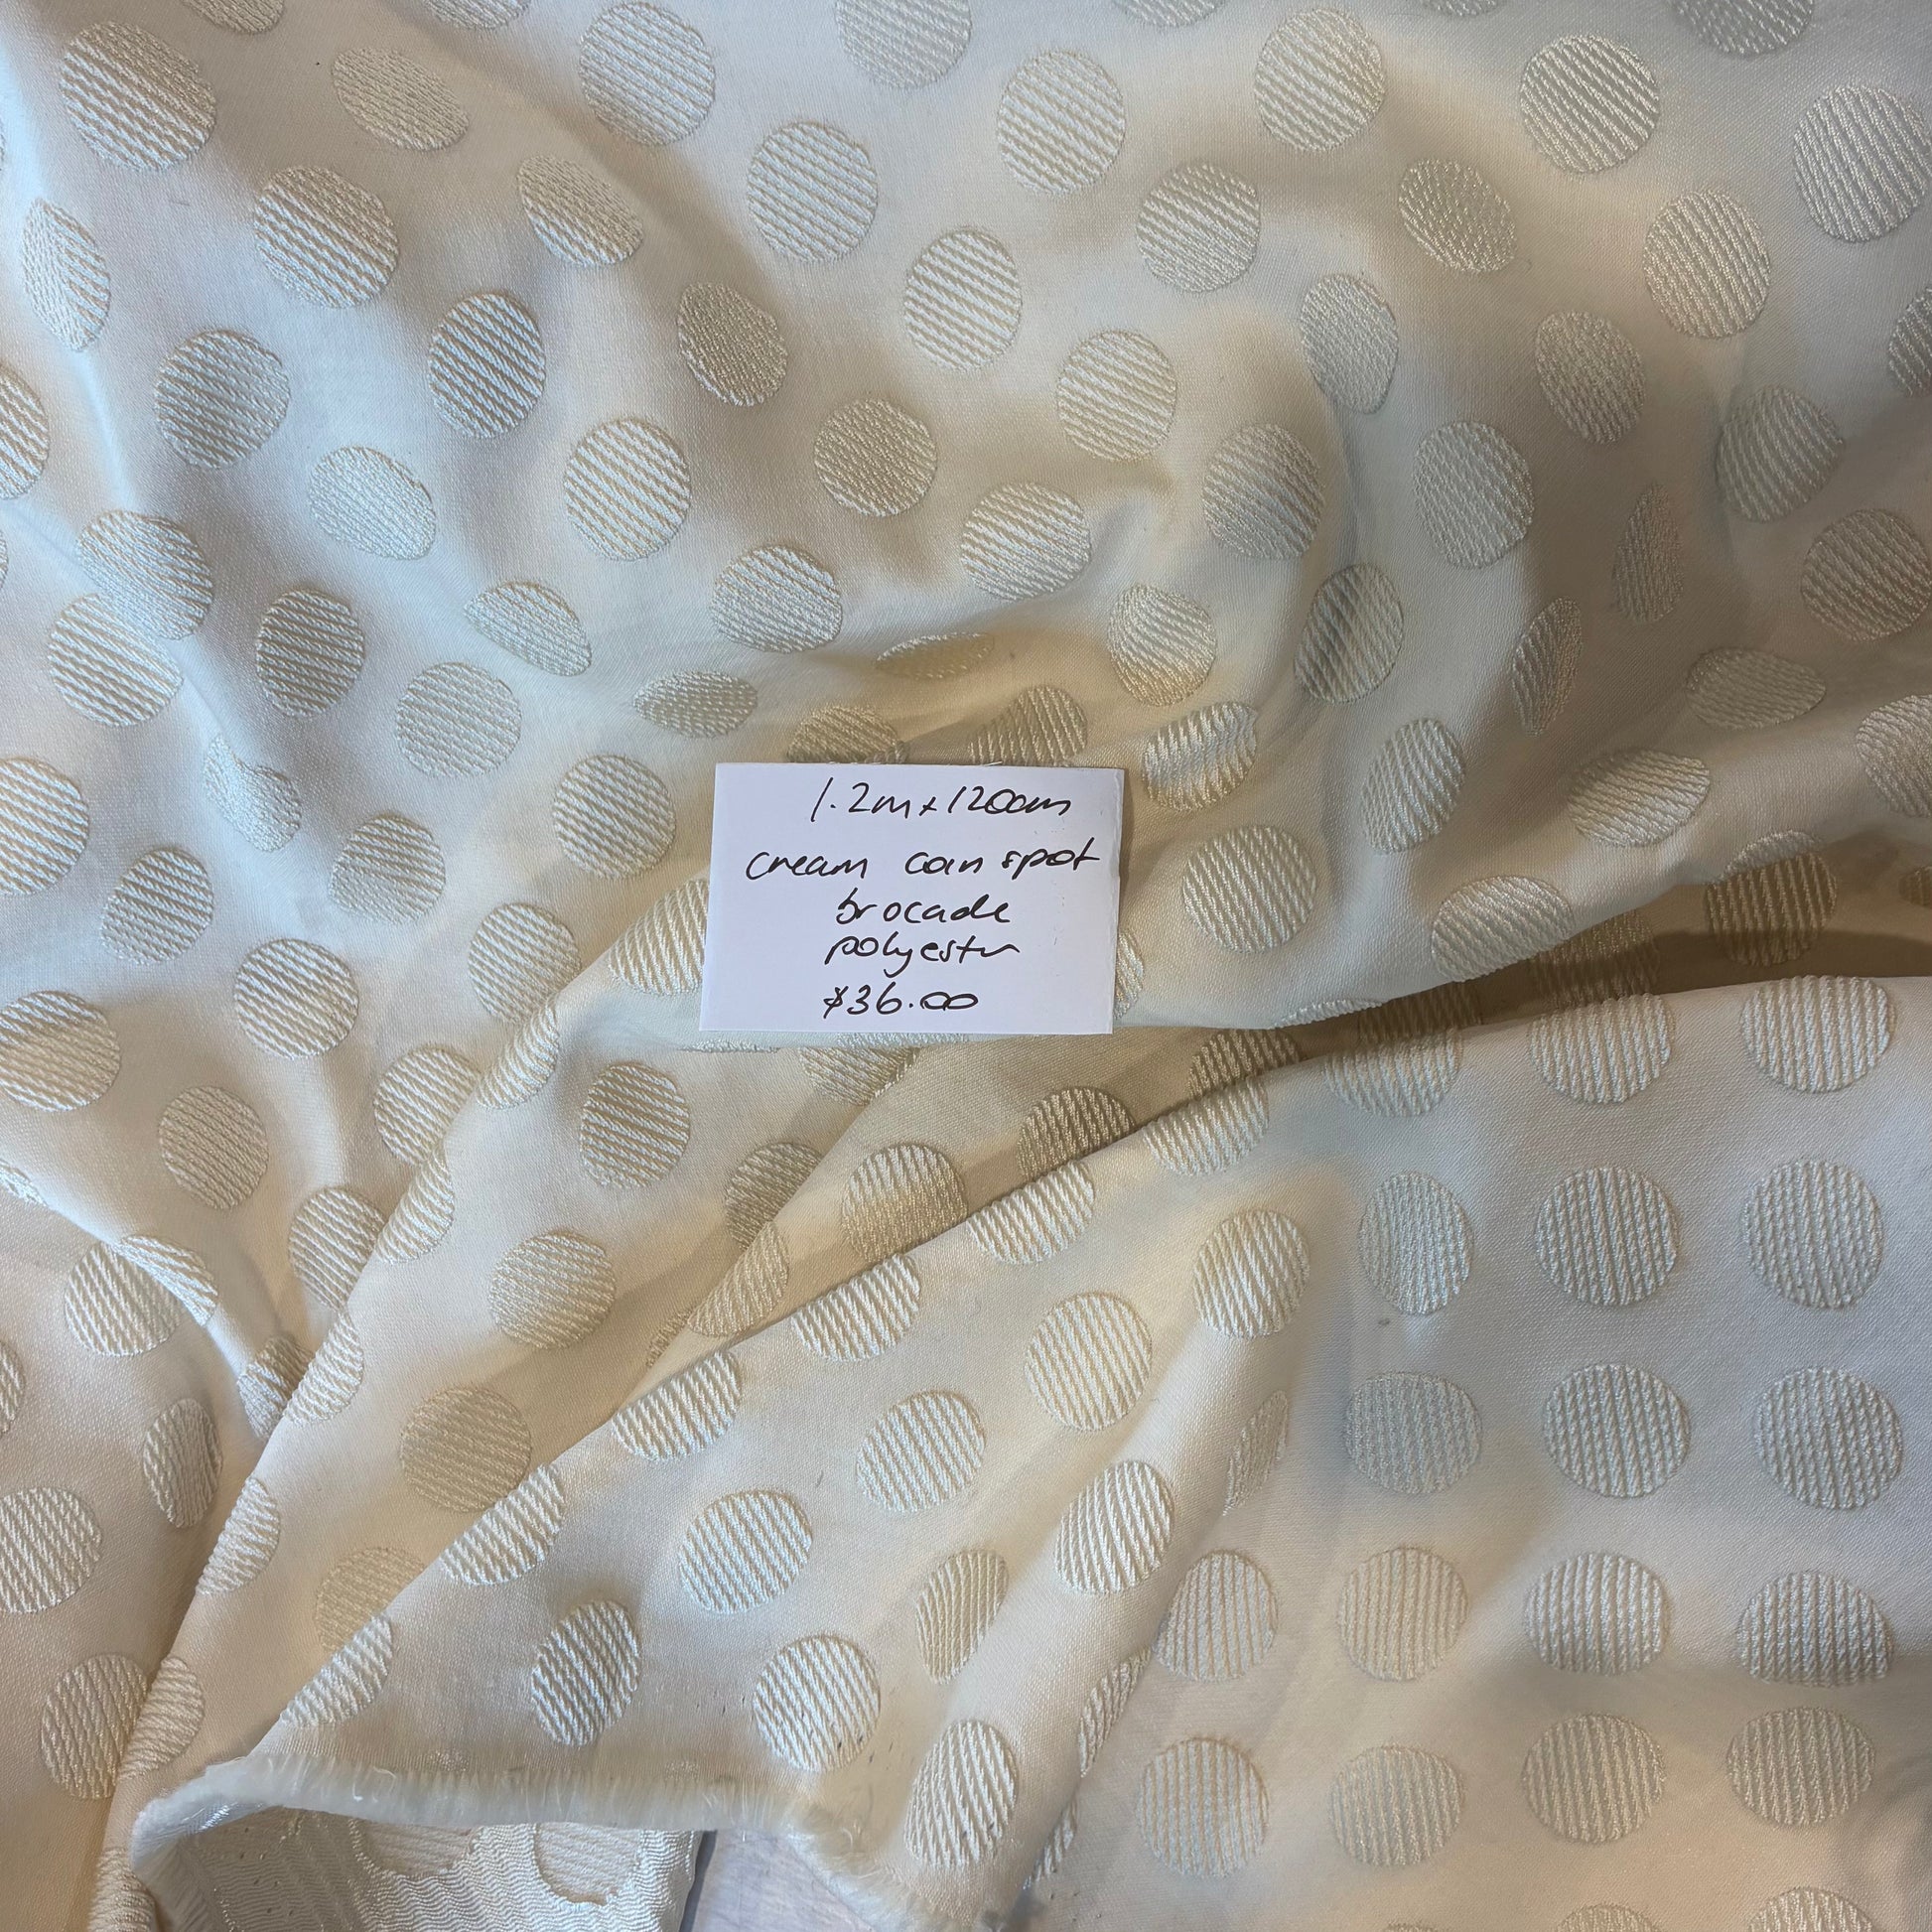 1.2m x 120cm
cream coin spot
brocade
polyester
$36.00